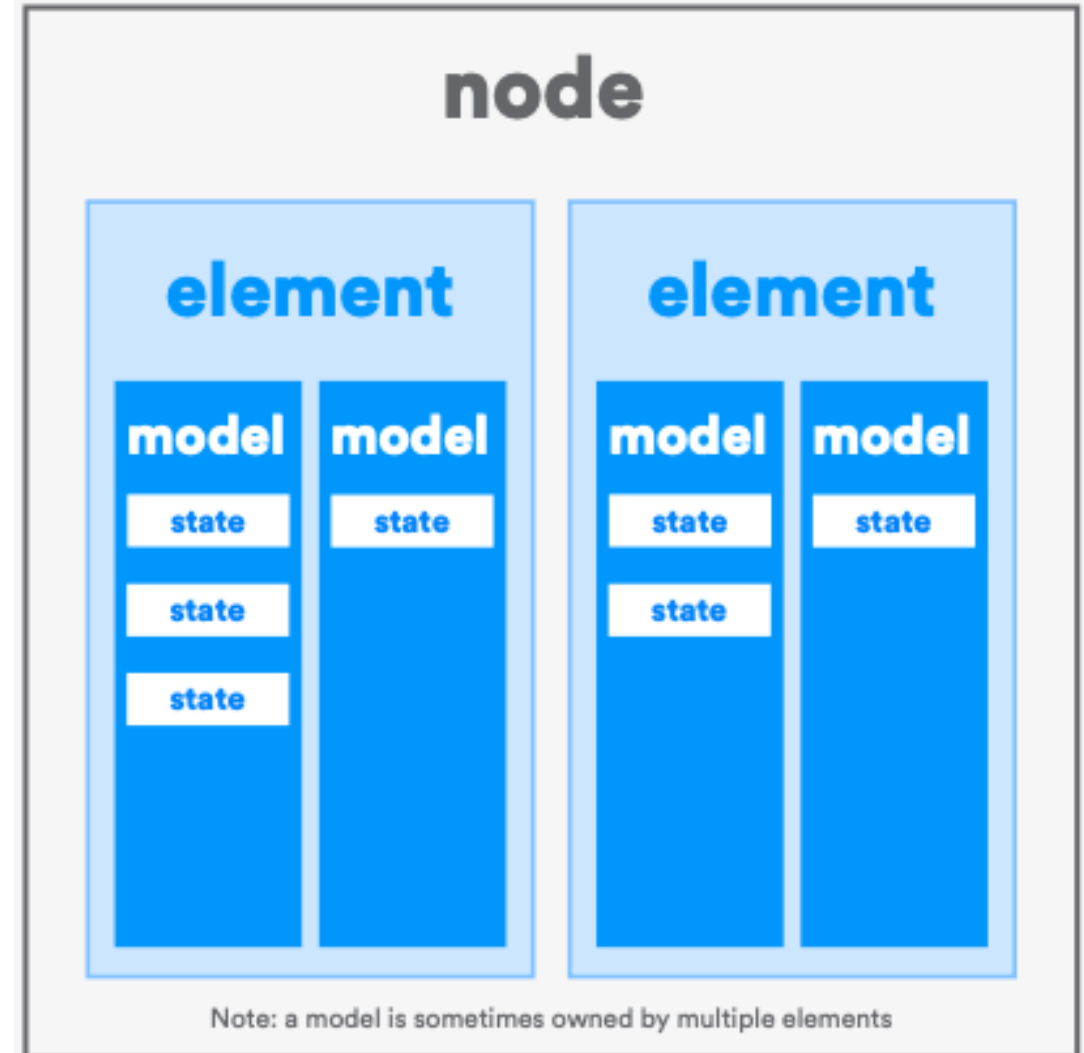 node
element
element
model
model
model
model
state
state
state
state
state
state
state
Note: a model is sometimes owned by multiple elements